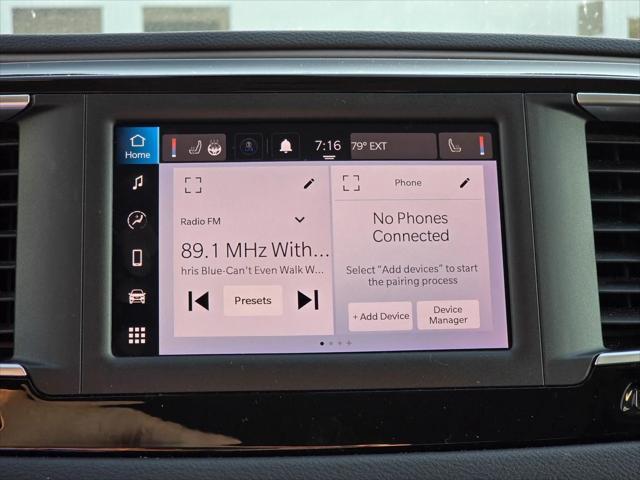 Home
7:16
79° EXT
Radio FM
89.1 MHz With...
hris Blue-Can't Even Walk W...
Presets
Phone
No Phones
Connected
Select "Add devices" to start
the pairing process
+ Add Device
Device
Manager